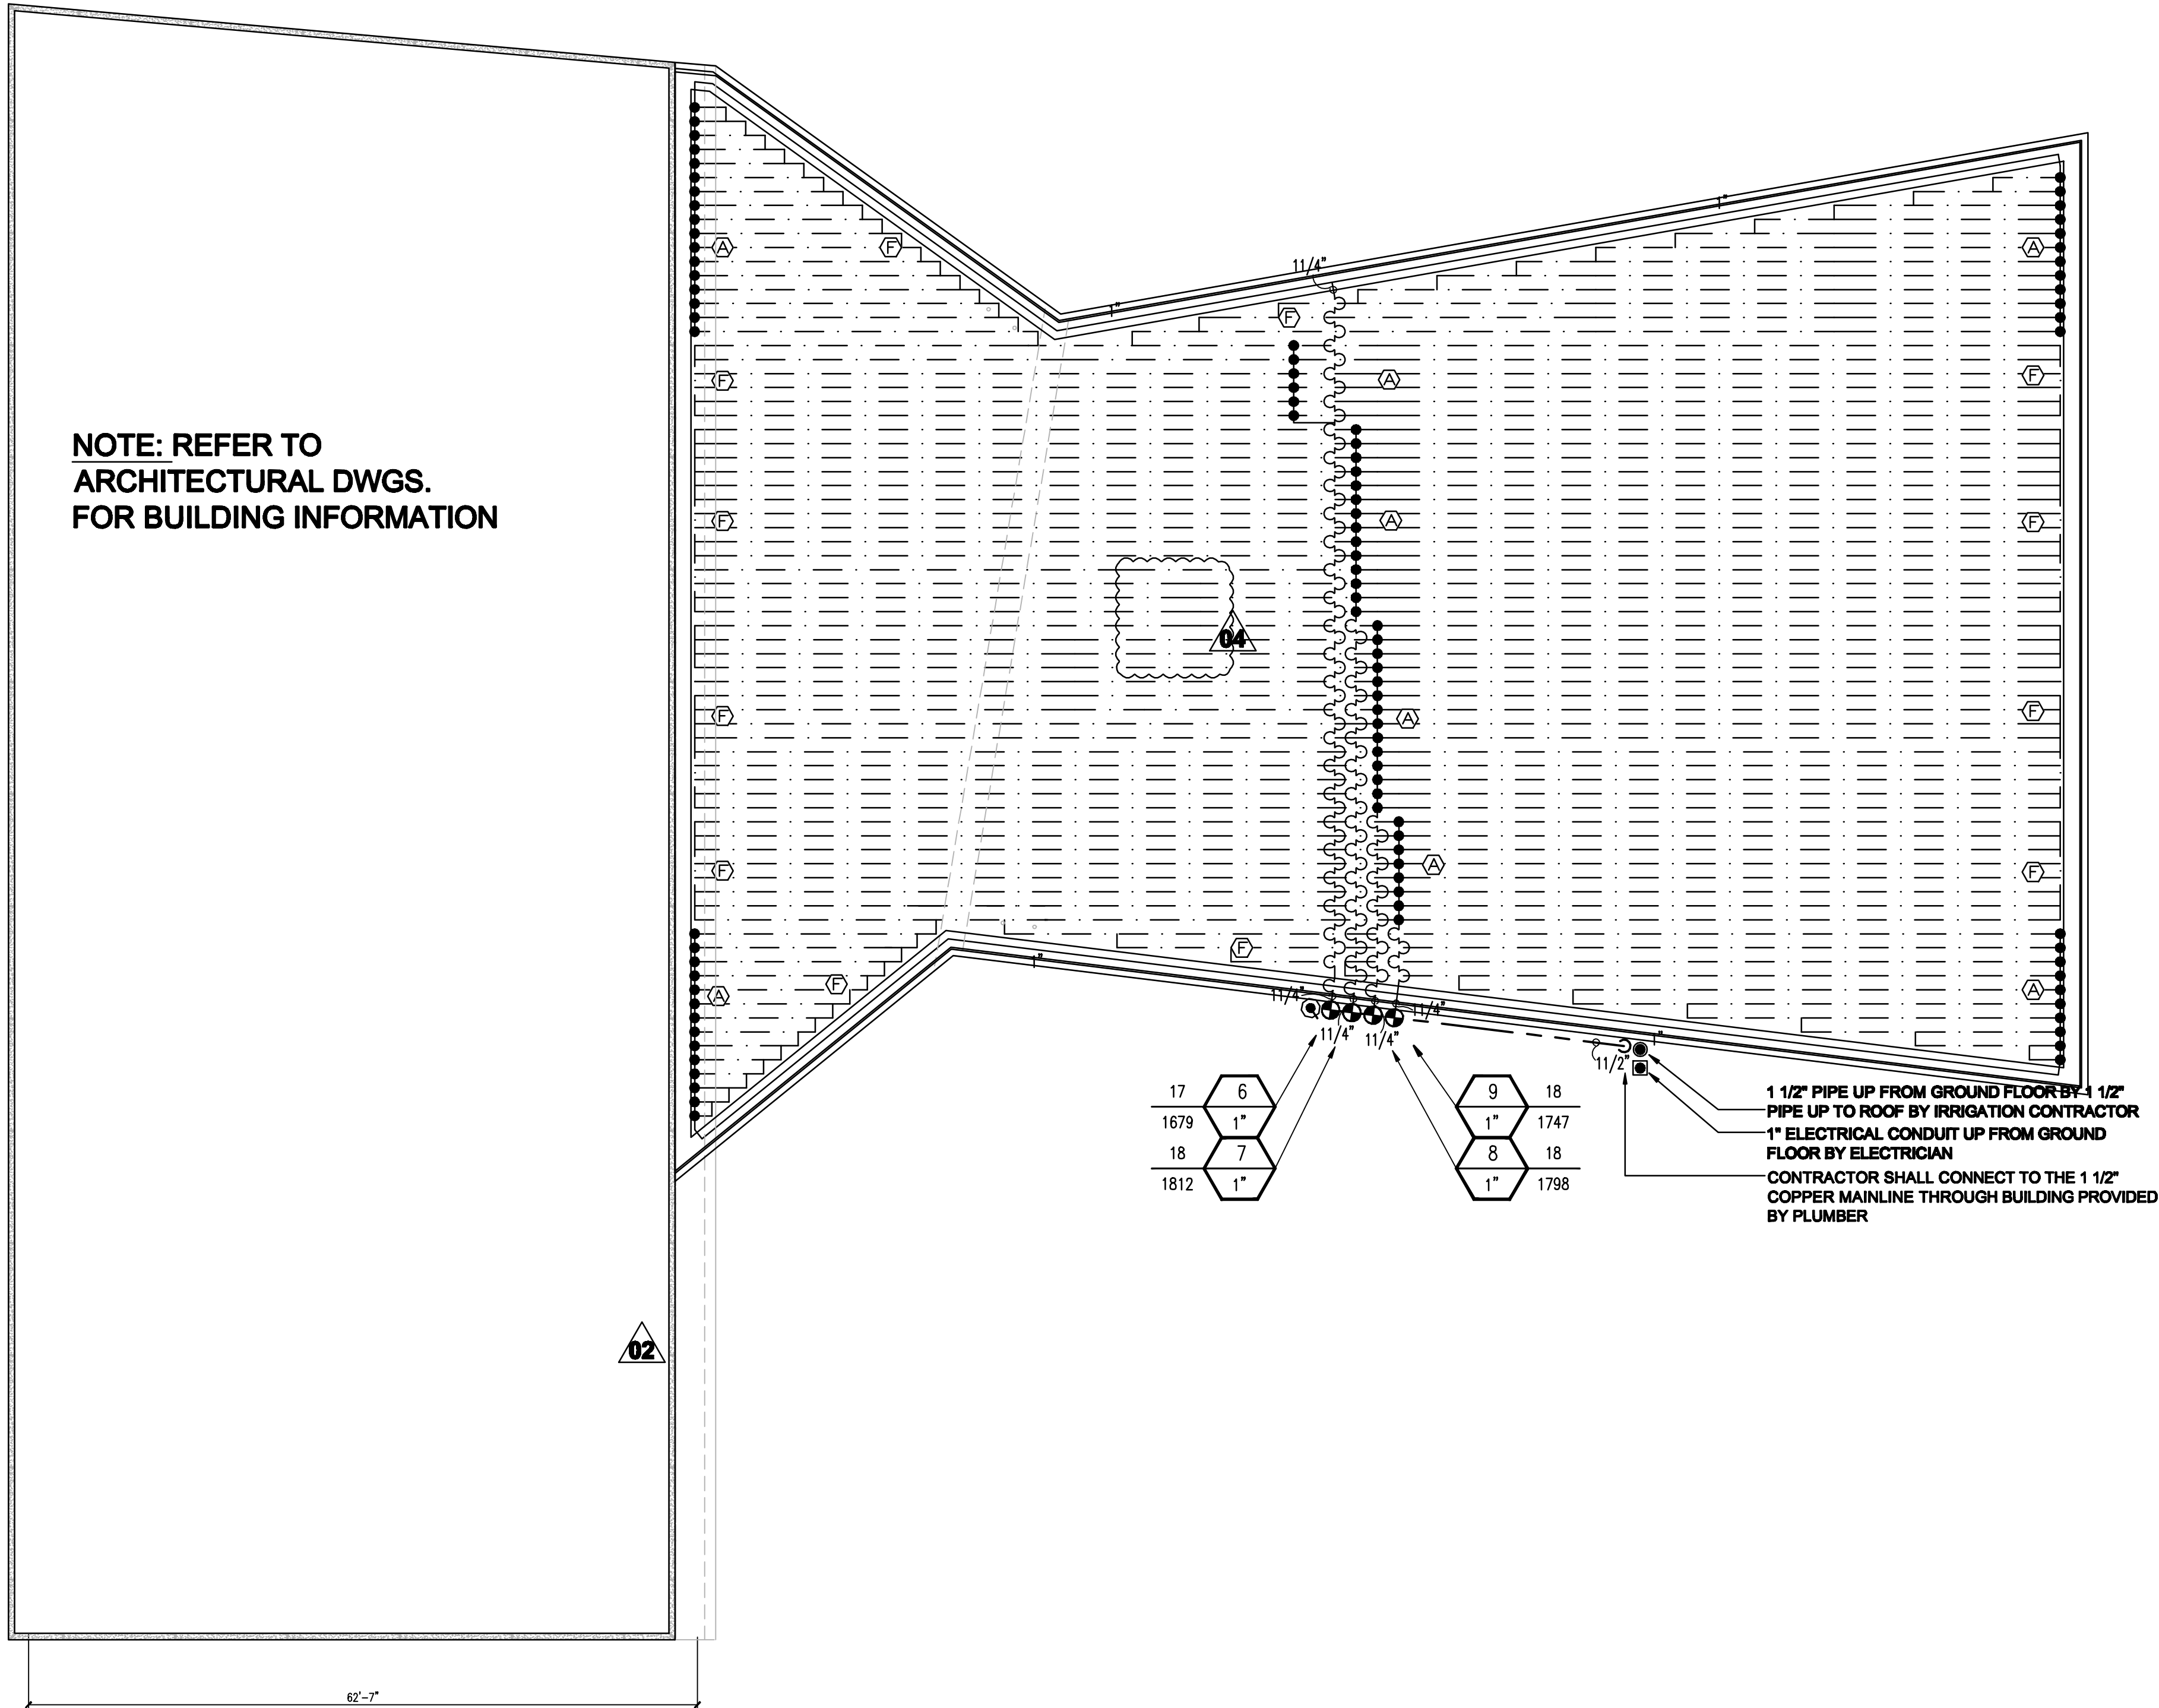 1"
11/4"
1"
A
F
A
F
F
A
F
NOTE: REFER TO
ARCHITECTURAL DWGS.
FOR BUILDING INFORMATION
F
A
F
04
F
A
F
F
A
F
F
1"
F
A
A
11/4"
11/4"
11/4"
11/4"
1"
11/2"
17
6
1679
1"
18
7
1812
1"
9
18
1"
1747
8
18
1"
1798
1 1/2" PIPE UP FROM GROUND FLOOR BY 1 1/2"
PIPE UP TO ROOF BY IRRIGATION CONTRACTOR
1" ELECTRICAL CONDUIT UP FROM GROUND
FLOOR BY ELECTRICIAN
CONTRACTOR SHALL CONNECT TO THE 1 1/2"
COPPER MAINLINE THROUGH BUILDING PROVIDED
BY PLUMBER
02
62'-7"